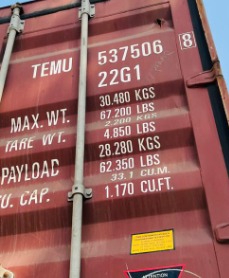 TEMU 537506
8
22G1
MAX. WT. 30.480 KGS
67.200 LBS
TARE WT. 2.200 KGS
4.850 LBS
PAYLOAD 28.280 KGS
62.350 LBS
CU. CAP. 33.1 CU.M.
1.170 CU.FT.